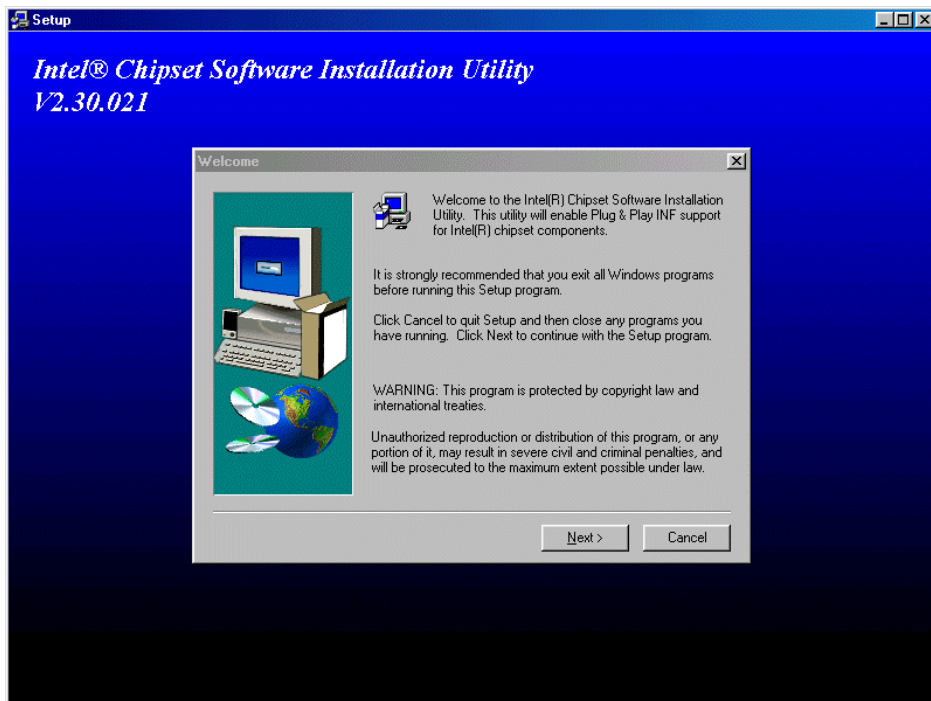 Setup
Intel® Chipset Software Installation Utility
V2.30.021
Welcome
Welcome to the Intel(R) Chipset Software Installation
Utility. This utility will enable Plug & Play INF support
for Intel(R) chipset components.
It is strongly recommended that you exit all Windows programs
before running this Setup program.
Click Cancel to quit Setup and then close any programs you
have running. Click Next to continue with the Setup program.
WARNING: This program is protected by copyright law and
international treaties.
Unauthorized reproduction or distribution of this program, or any
portion of it, may result in severe civil and criminal penalties, and
will be prosecuted to the maximum extent possible under law.
Next >
Cancel